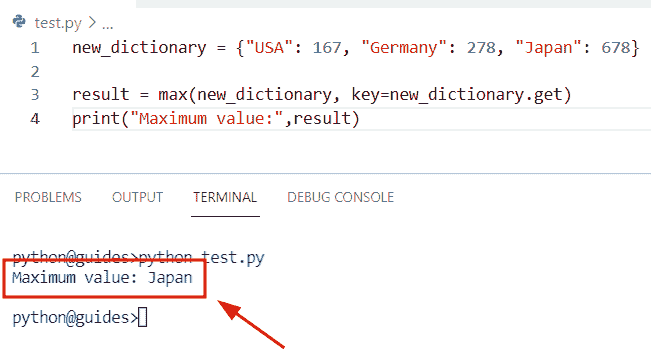 test.py > ...
1 new_dictionary = {"USA": 167, "Germany": 278, "Japan": 678}
2
3 result = max(new_dictionary, key=new_dictionary.get)
4 print("Maximum value:",result)
PROBLEMS OUTPUT TERMINAL DEBUG CONSOLE
python@guides>python test.py
Maximum value: Japan
python@guides>